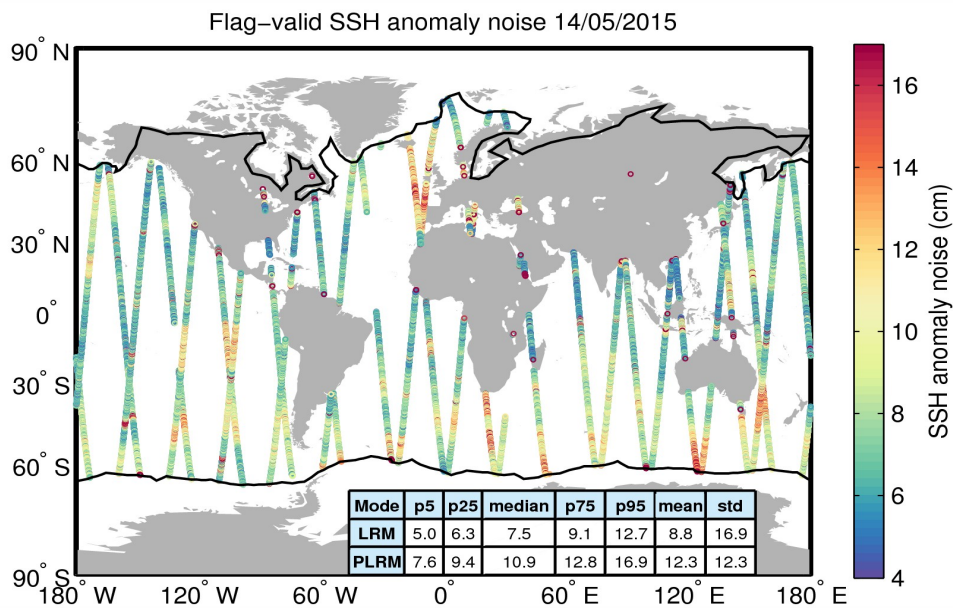 Flag−valid SSH anomaly noise 14/05/2015
90° N
60° N
30° N
0°
30° S
60° S
90° S
180° W
120° W
60° W
0°
60° E
120° E
180° E
Mode p5 p25 median p75 p95 mean std
LRM 5.0 6.3 7.5 9.1 12.7 8.8 16.9
PLRM 7.6 9.4 10.9 12.8 16.9 12.3 12.3
16
14
12
10
8
6
4
SSH anomaly noise (cm)